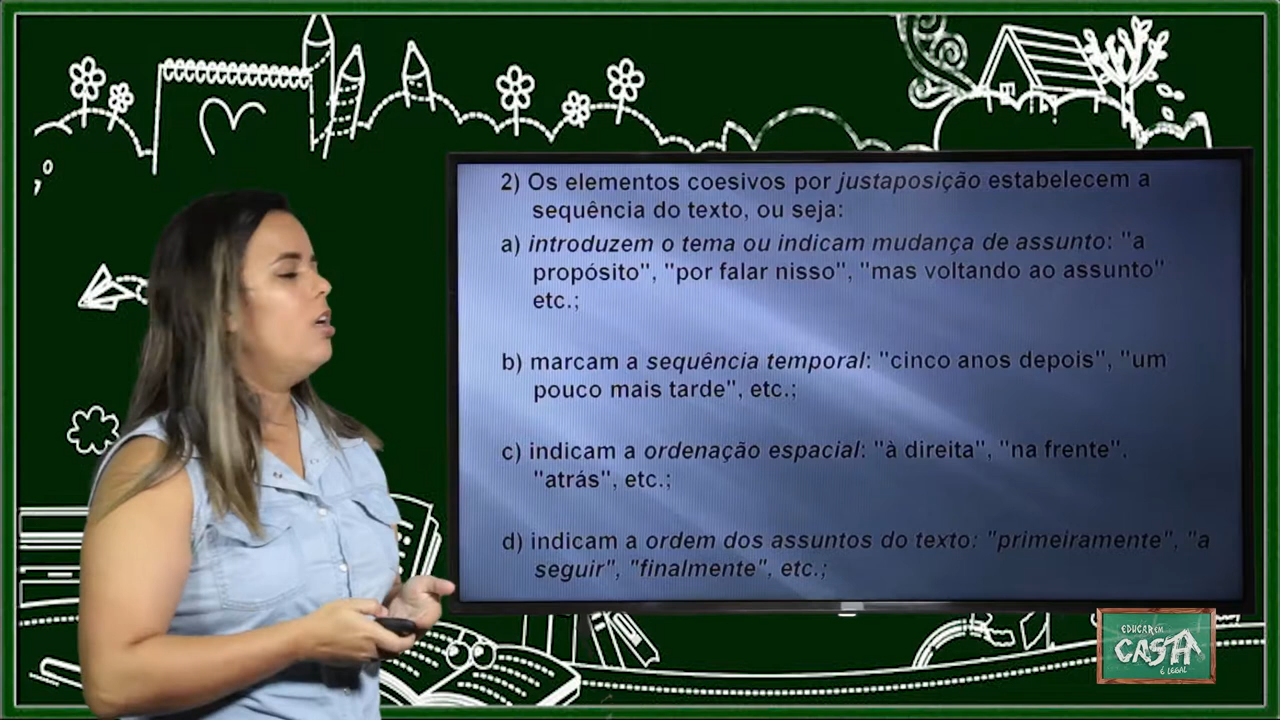 2) Os elementos coesivos por justaposição estabelecem a
sequência do texto, ou seja:
a) introduzem o tema ou indicam mudança de assunto: "a
propósito", "por falar nisso", "mas voltando ao assunto"
etc.;
b) marcam a sequência temporal: "cinco anos depois", "um
pouco mais tarde", etc.;
c) indicam a ordenação espacial: "à direita", "na frente",
"atrás", etc.;
d) indicam a ordem dos assuntos do texto: "primeiramente", "a
seguir", "finalmente", etc.;
EDUCAR EM
CASA
É LEGAL